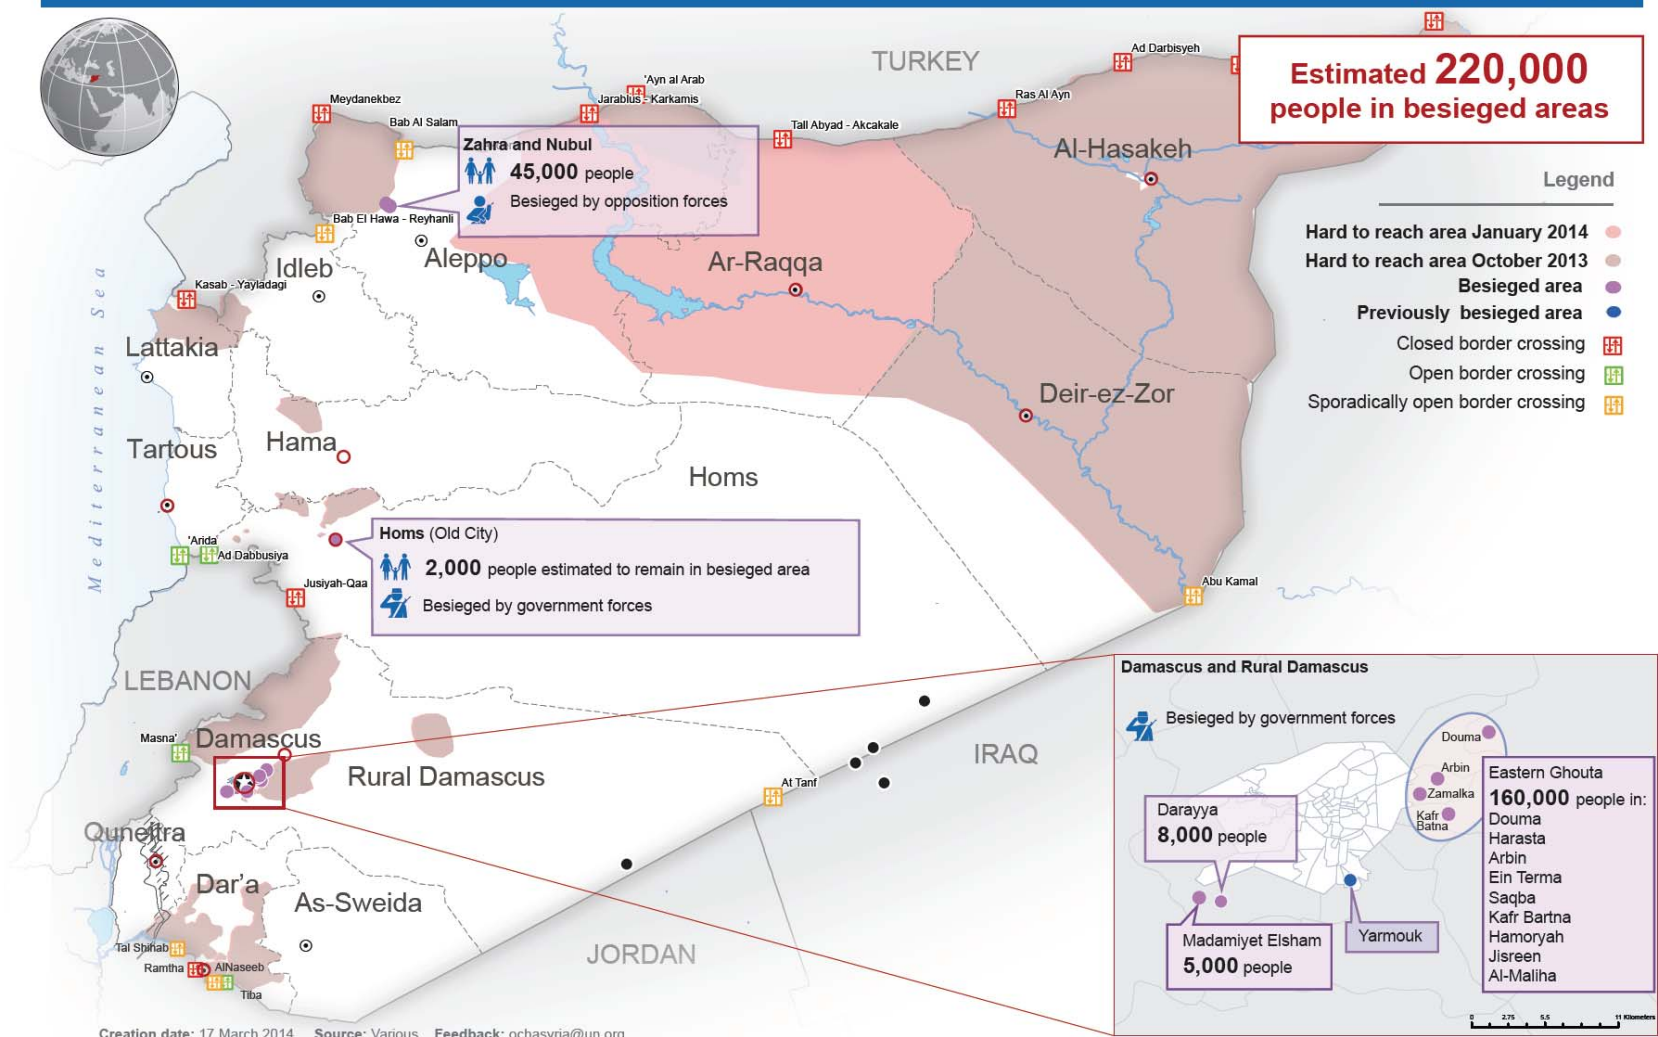 Estimated 220,000
people in besieged areas
TURKEY
Ad Darbisyeh
'Ayn al Arab
Jarablus - Karkamis
Meydanekbez
Bab Al Salam
Ras Al Ayn
Tall Abyad - Akcakale
Zahra and Nubul
45,000 people
Besieged by opposition forces
Al-Hasakeh
Legend
Hard to reach area January 2014
Hard to reach area October 2013
Besieged area
Previously besieged area
Closed border crossing
Open border crossing
Sporadically open border crossing
Bab El Hawa - Reyhanli
Aleppo
Idleb
Ar-Raqqa
Kasab - Yayladagi
Mediterranean Sea
Lattakia
Deir-ez-Zor
Tartous
Hama
Homs
'Arida
Ad Dabbusiya
Homs (Old City)
2,000 people estimated to remain in besieged area
Besieged by government forces
Jusiyah-Qaa
Abu Kamal
LEBANON
Masna'
Damascus
Rural Damascus
IRAQ
At Tanf
Quneitra
Dar'a
As-Sweida
JORDAN
Tal Shihab
Ramtha
AlNaseeb
Tiba
Damascus and Rural Damascus
Besieged by government forces
Douma
Arbin
Zamalka
Kafr
Batna
Darayya
8,000 people
Eastern Ghouta
160,000 people in:
Douma
Harasta
Arbin
Ein Terma
Saqba
Kafr Bartna
Hamoryah
Jisreen
Al-Maliha
Yarmouk
Madamiyet Elsham
5,000 people
0 2.75 5.5 11 Kilometers
Creation date: 17 March 2014 Source: Various Feedback: ochasyria@un.org